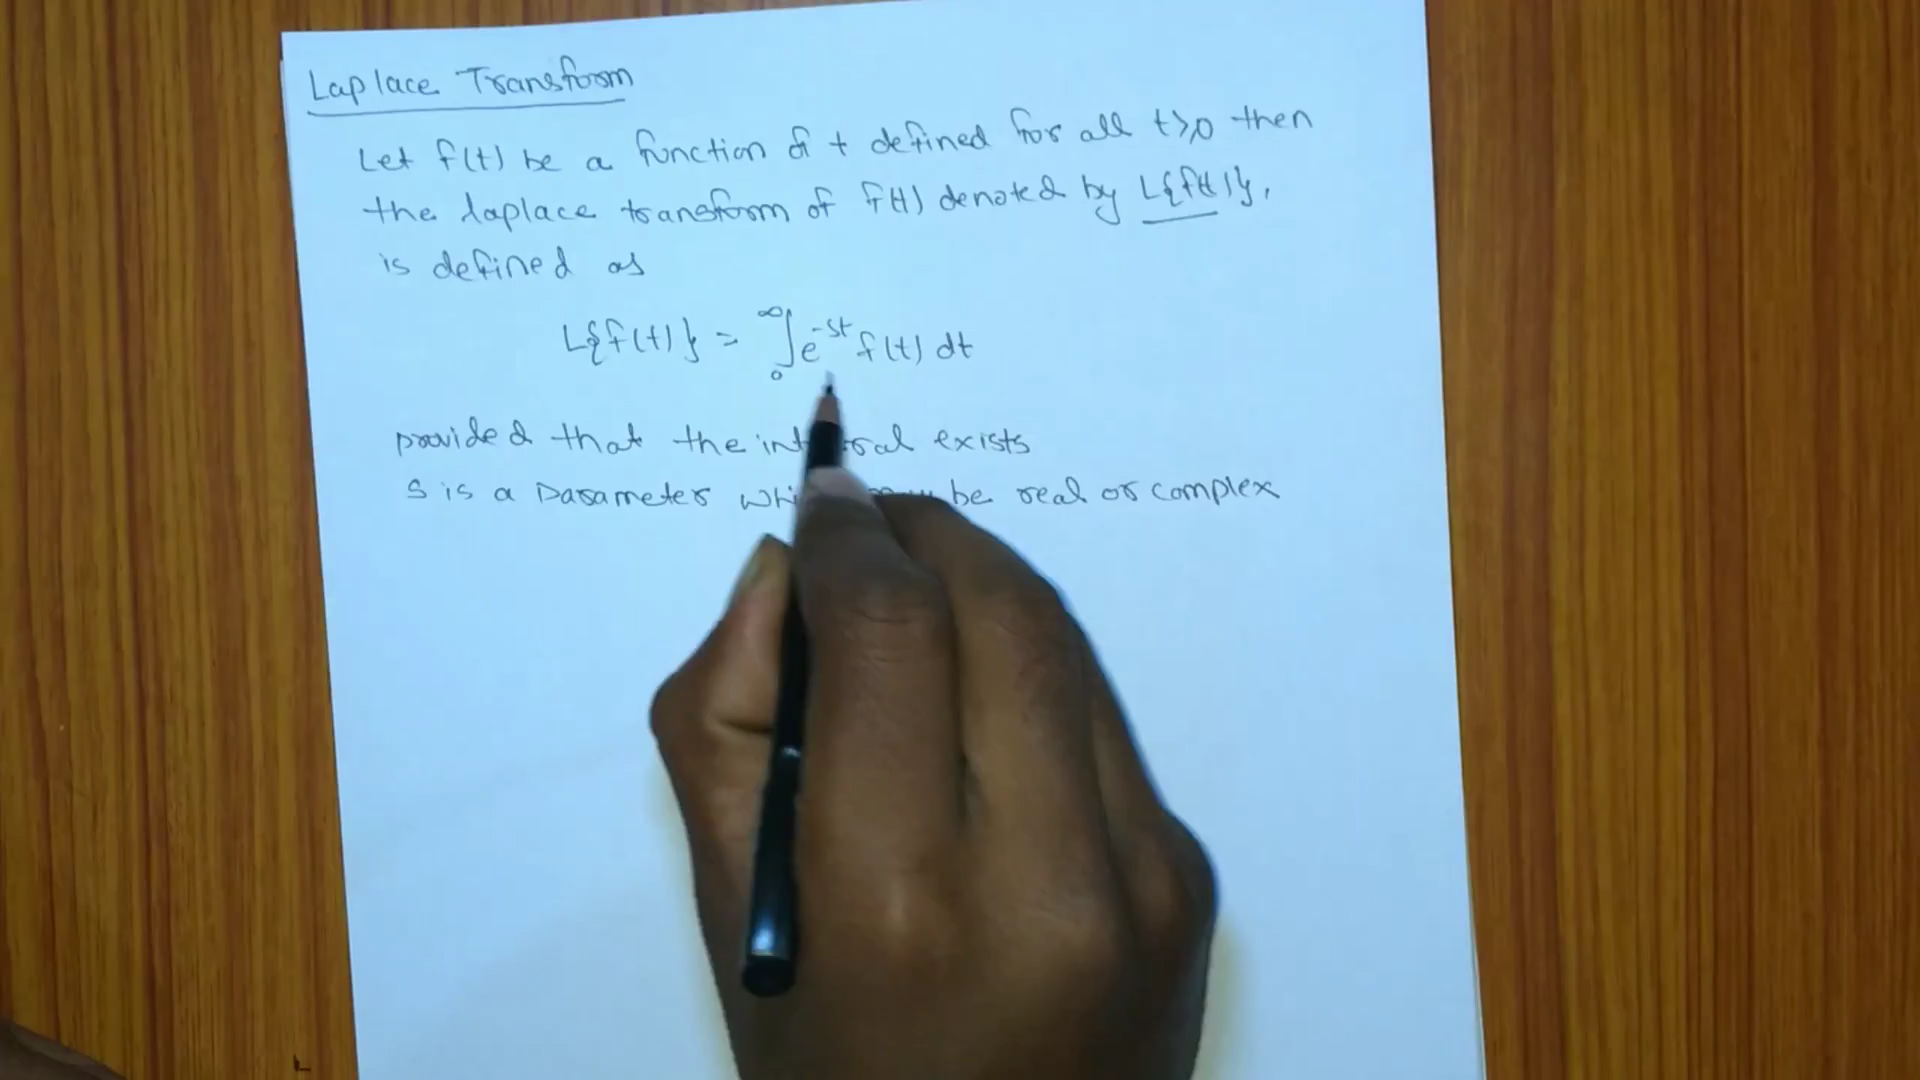 Laplace Transform
Let f(t) be a function of t defined for all t≥0 then
the laplace transform of f(t) denoted by L{f(t)},
is defined as
L{f(t)} = ∫₀^∞ e^{-st} f(t) dt
provided that the exists
s is a parameter be real or complex